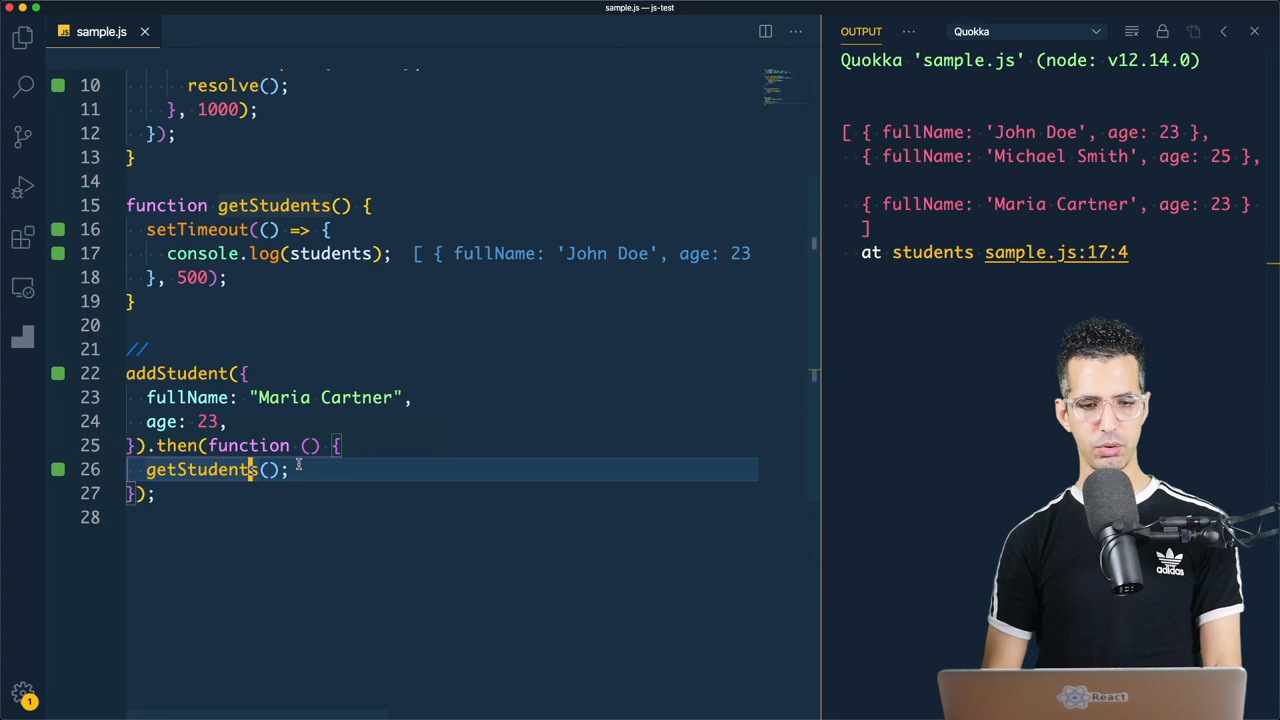 sample.js — js-test
sample.js
10 resolve();
11 }, 1000);
12 });
13 }
14
15 function getStudents() {
16 setTimeout(() => {
17 console.log(students); [ { fullName: 'John Doe', age: 23
18 }, 500);
19 }
20
21 //
22 addStudent({
23 fullName: "Maria Cartner",
24 age: 23,
25 }).then(function () {
26 getStudents();
27 });
28
1
OUTPUT
Quokka
Quokka 'sample.js' (node: v12.14.0)
[ { fullName: 'John Doe', age: 23 },
{ fullName: 'Michael Smith', age: 25 },
{ fullName: 'Maria Cartner', age: 23 }
]
at students sample.js:17:4
adidas
React